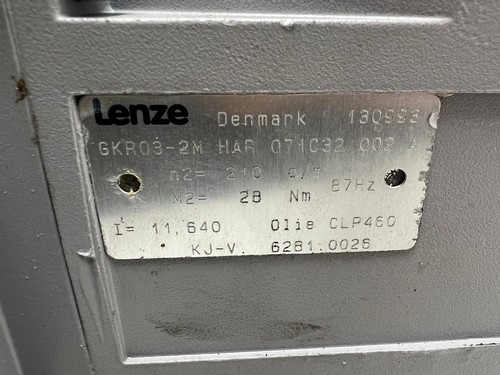 Lenze Denmark 130993
GKR03-2M HAR 071C32 002 A
n2= 210 o/m
M2= 28 Nm 87Hz
I= 11,640 Olie CLP460
KJ-V. 6281.0026